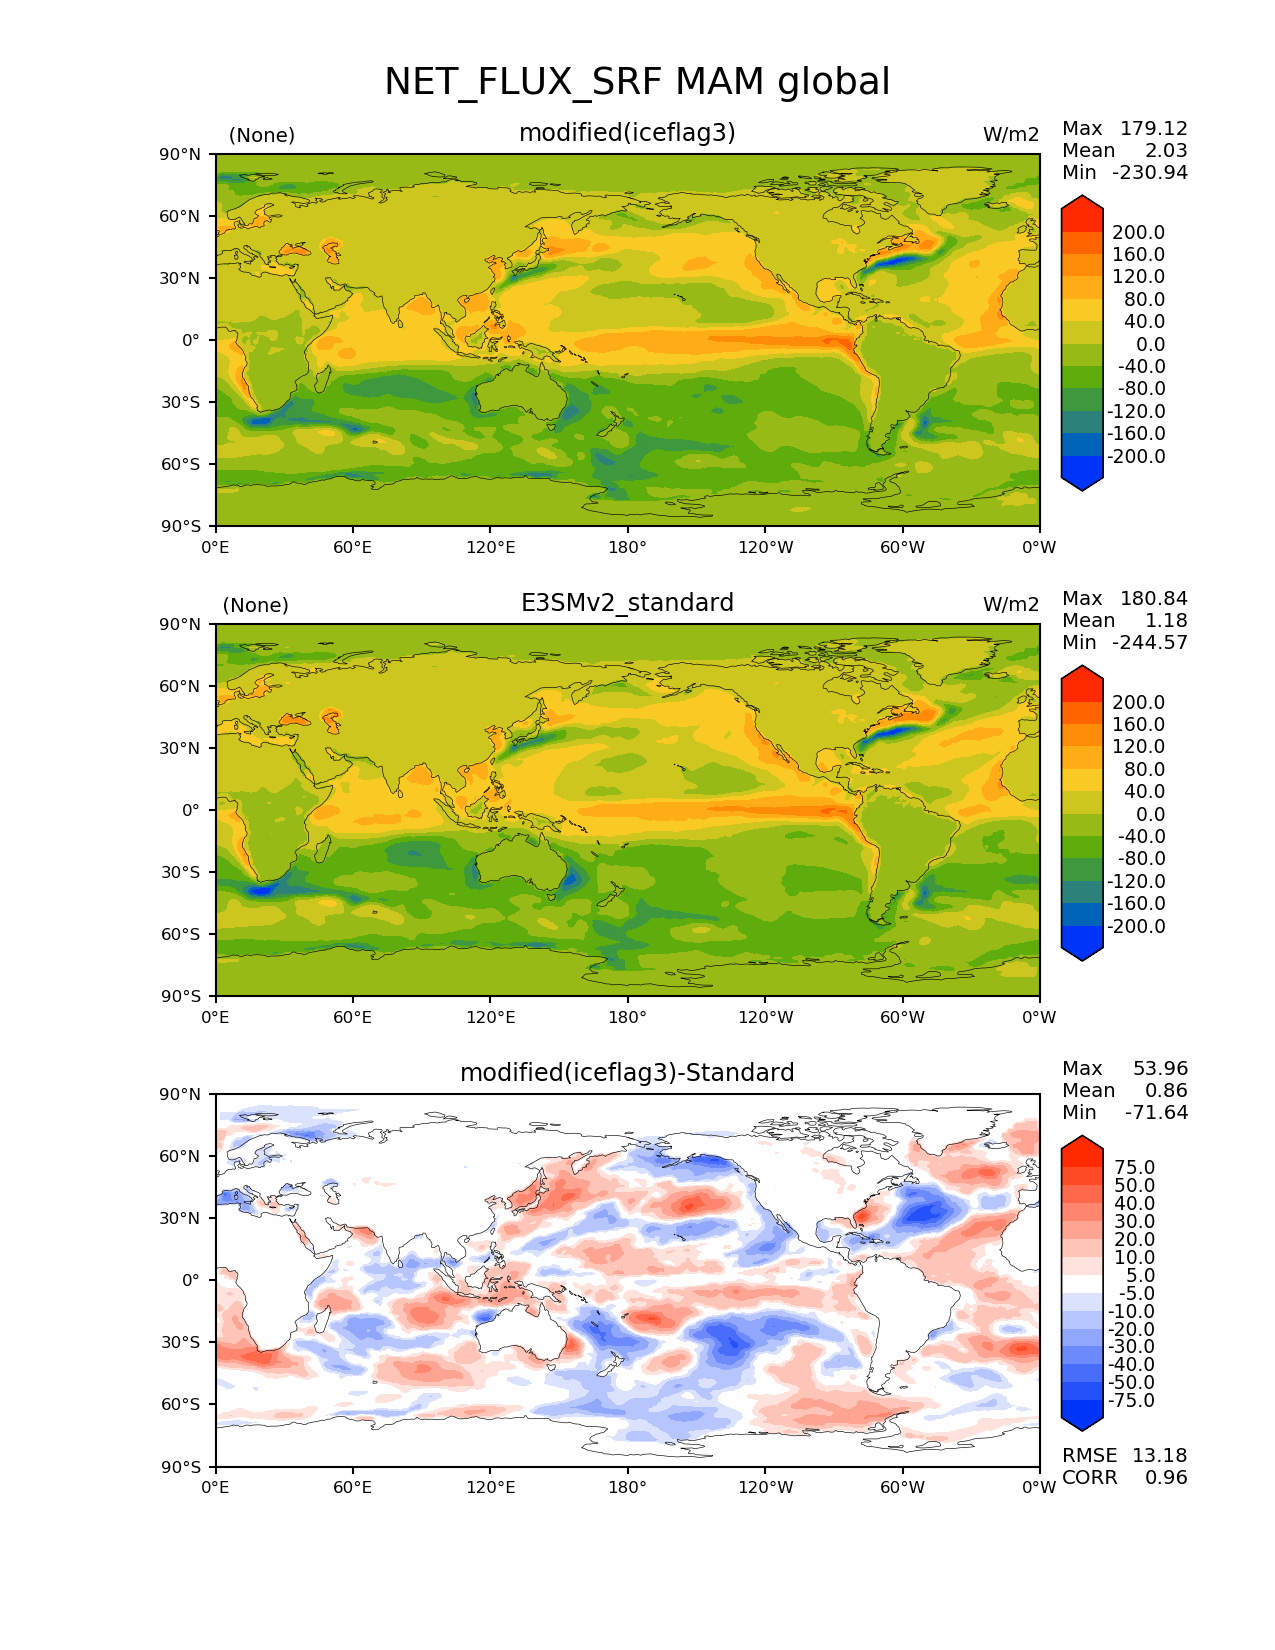 NET_FLUX_SRF MAM global
(None) modified(iceflag3) W/m2
Max 179.12
Mean 2.03
Min -230.94
90°N
60°N
30°N
0°
30°S
60°S
90°S
0°E 60°E 120°E 180° 120°W 60°W 0°W
200.0
160.0
120.0
80.0
40.0
0.0
-40.0
-80.0
-120.0
-160.0
-200.0
(None) E3SMv2_standard W/m2
Max 180.84
Mean 1.18
Min -244.57
90°N
60°N
30°N
0°
30°S
60°S
90°S
0°E 60°E 120°E 180° 120°W 60°W 0°W
200.0
160.0
120.0
80.0
40.0
0.0
-40.0
-80.0
-120.0
-160.0
-200.0
modified(iceflag3)-Standard
Max 53.96
Mean 0.86
Min -71.64
90°N
60°N
30°N
0°
30°S
60°S
90°S
0°E 60°E 120°E 180° 120°W 60°W 0°W
75.0
50.0
40.0
30.0
20.0
10.0
5.0
-5.0
-10.0
-20.0
-30.0
-40.0
-50.0
-75.0
RMSE 13.18
CORR 0.96